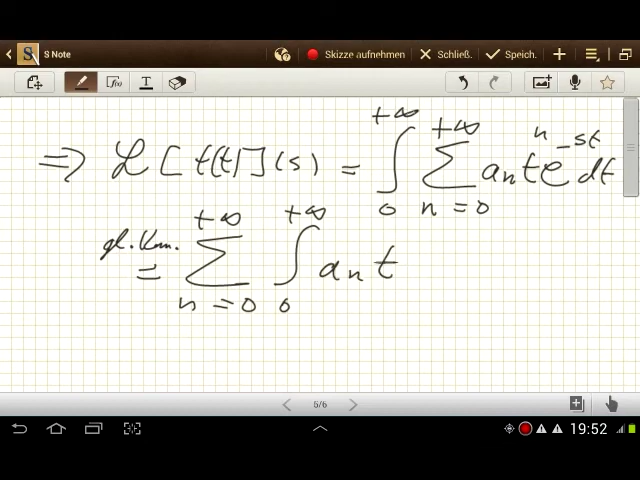 S Note
Skizze aufnehmen
Schließ.
Speich.
f(x)
T
=> ℒ[f(t)](s) = ∫₀^{+∞} ∑_{n=0}^{+∞} aₙ tⁿ e^{-st} dt
gl. Knv. = ∑_{n=0}^{+∞} ∫₀^{+∞} aₙ t
5/6
19:52